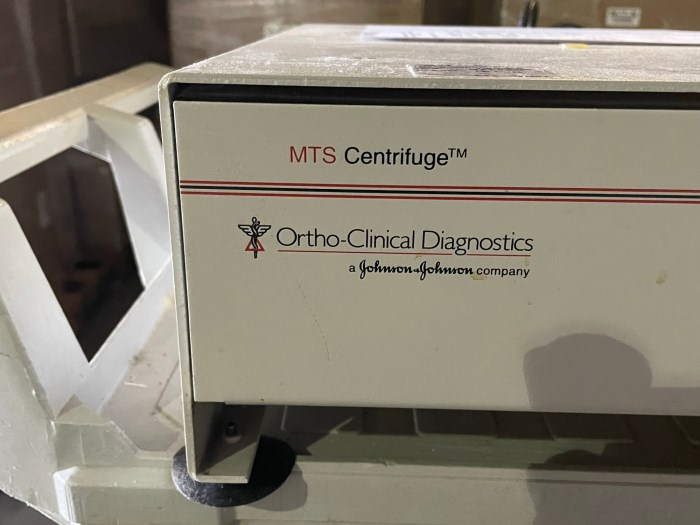 MTS Centrifuge™
Ortho-Clinical Diagnostics
a Johnson & Johnson company